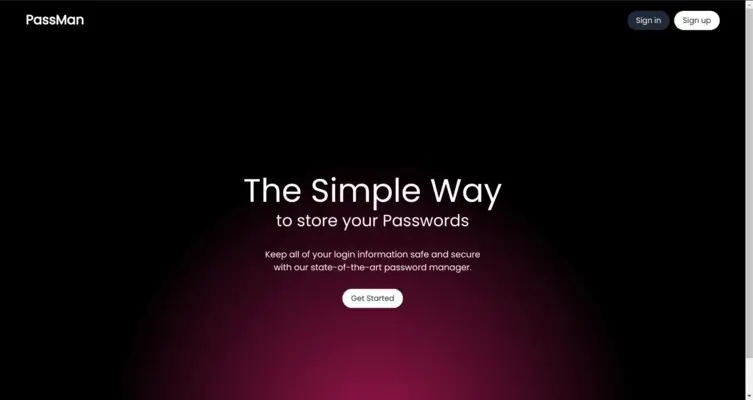 PassMan
Sign in
Sign up
The Simple Way
to store your Passwords
Keep all of your login information safe and secure
with our state-of-the-art password manager.
Get Started